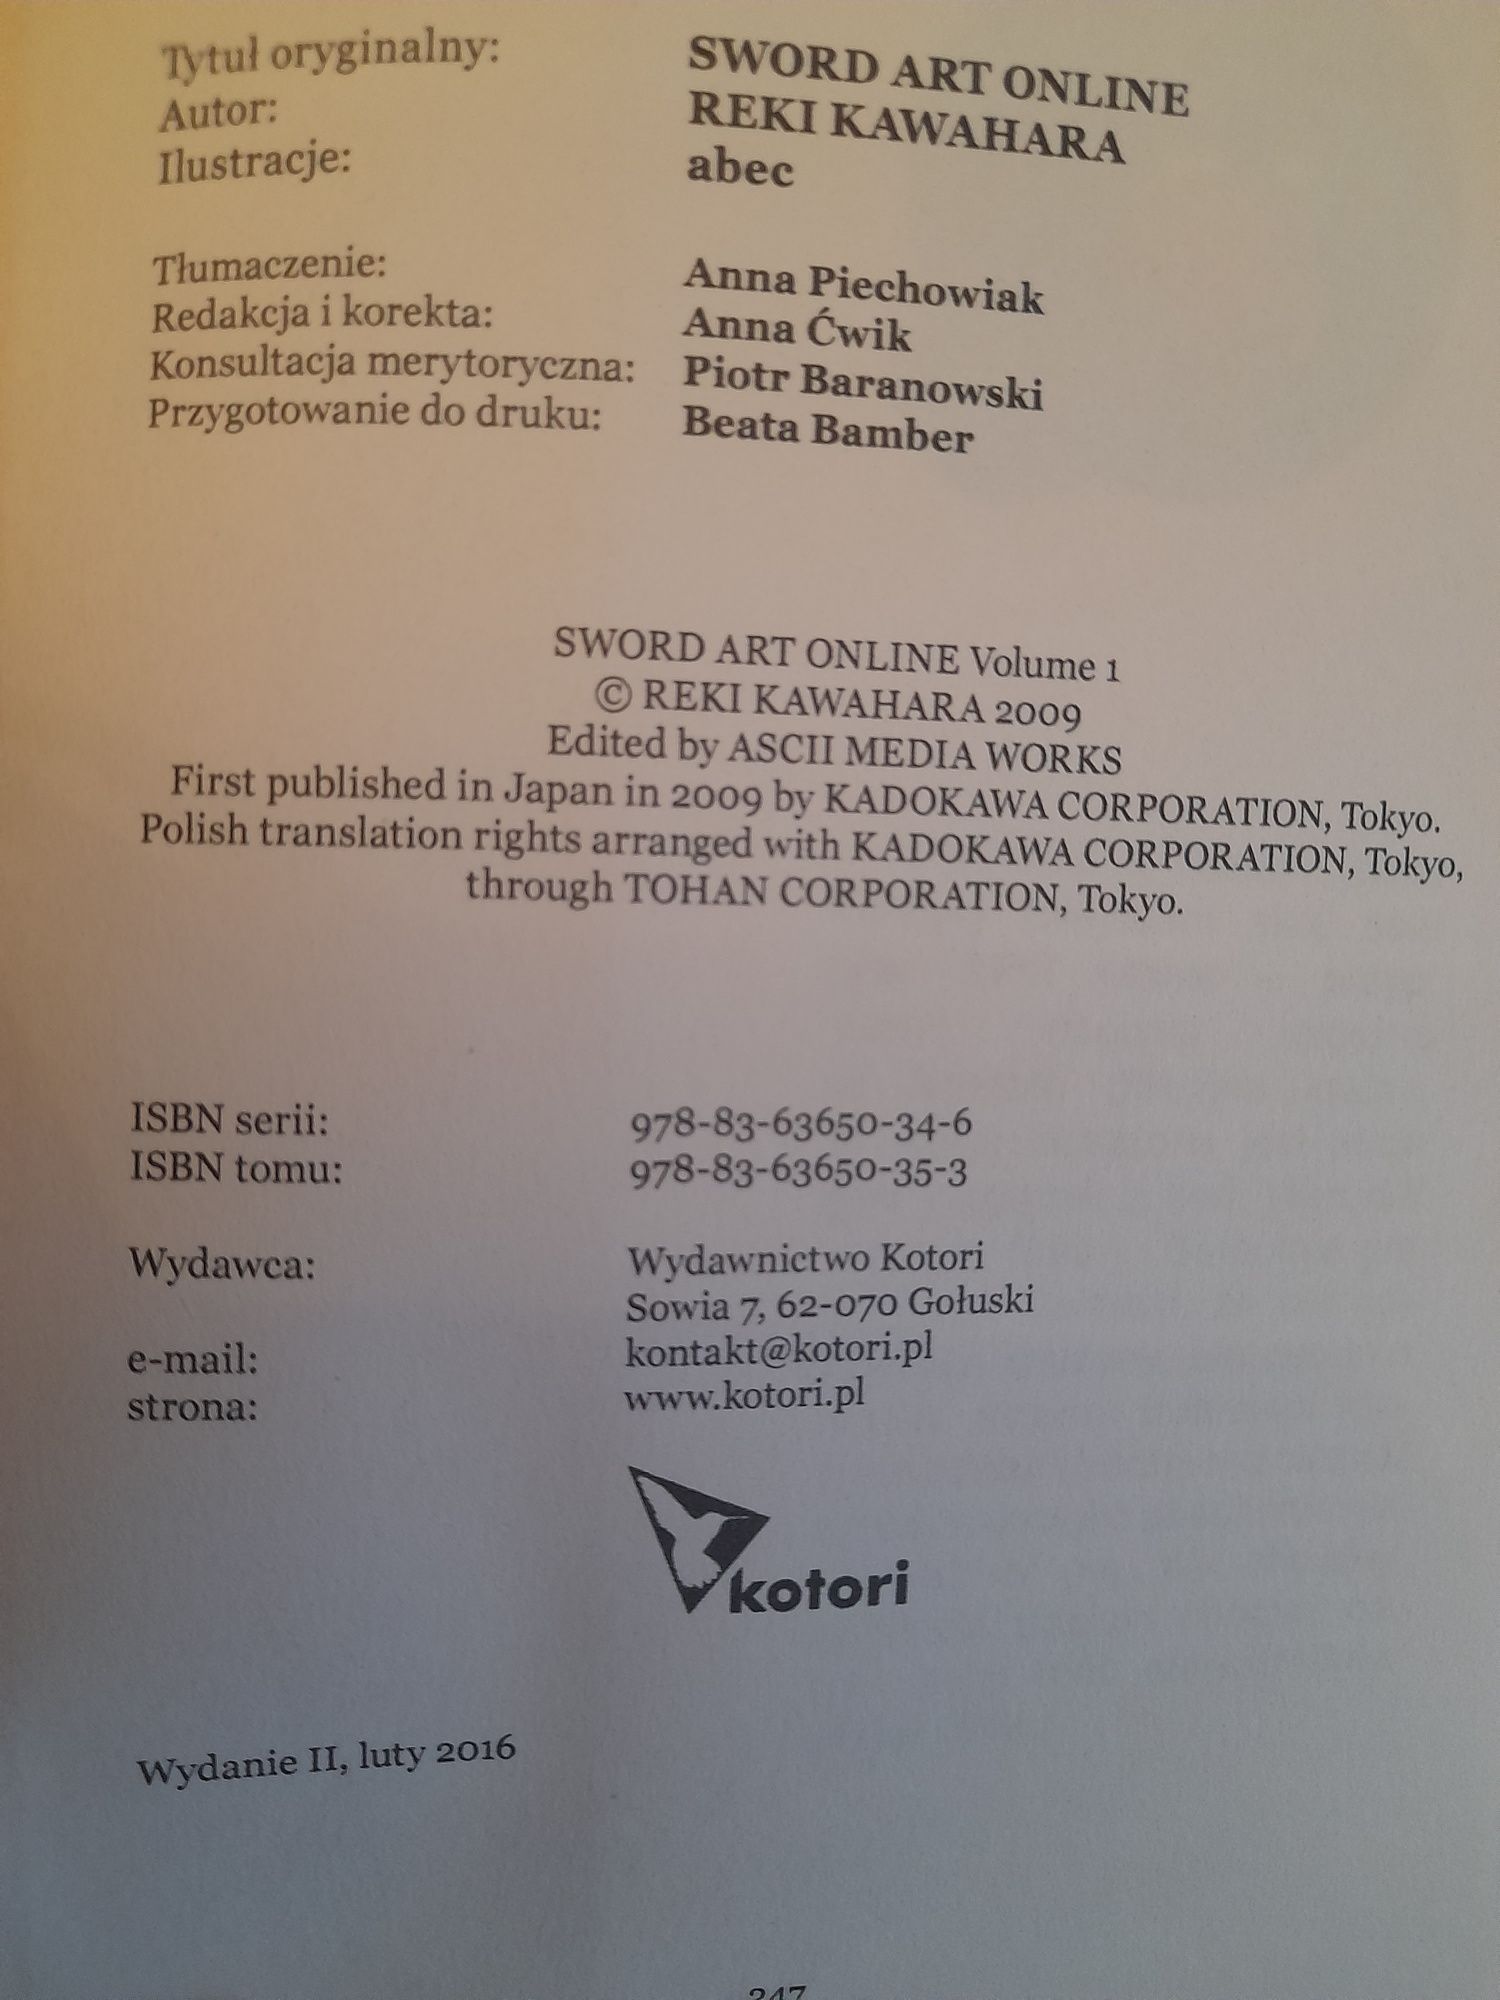 Tytuł oryginalny: SWORD ART ONLINE
Autor: REKI KAWAHARA
Ilustracje: abec
Tłumaczenie: Anna Piechowiak
Redakcja i korekta: Anna Ćwik
Konsultacja merytoryczna: Piotr Baranowski
Przygotowanie do druku: Beata Bamber
SWORD ART ONLINE Volume 1
© REKI KAWAHARA 2009
Edited by ASCII MEDIA WORKS
First published in Japan in 2009 by KADOKAWA CORPORATION, Tokyo.
Polish translation rights arranged with KADOKAWA CORPORATION, Tokyo,
through TOHAN CORPORATION, Tokyo.
ISBN serii: 978-83-63650-34-6
ISBN tomu: 978-83-63650-35-3
Wydawca: Wydawnictwo Kotori
Sowia 7, 62-070 Gołuski
e-mail: kontakt@kotori.pl
strona: www.kotori.pl
kotori
Wydanie II, luty 2016
247